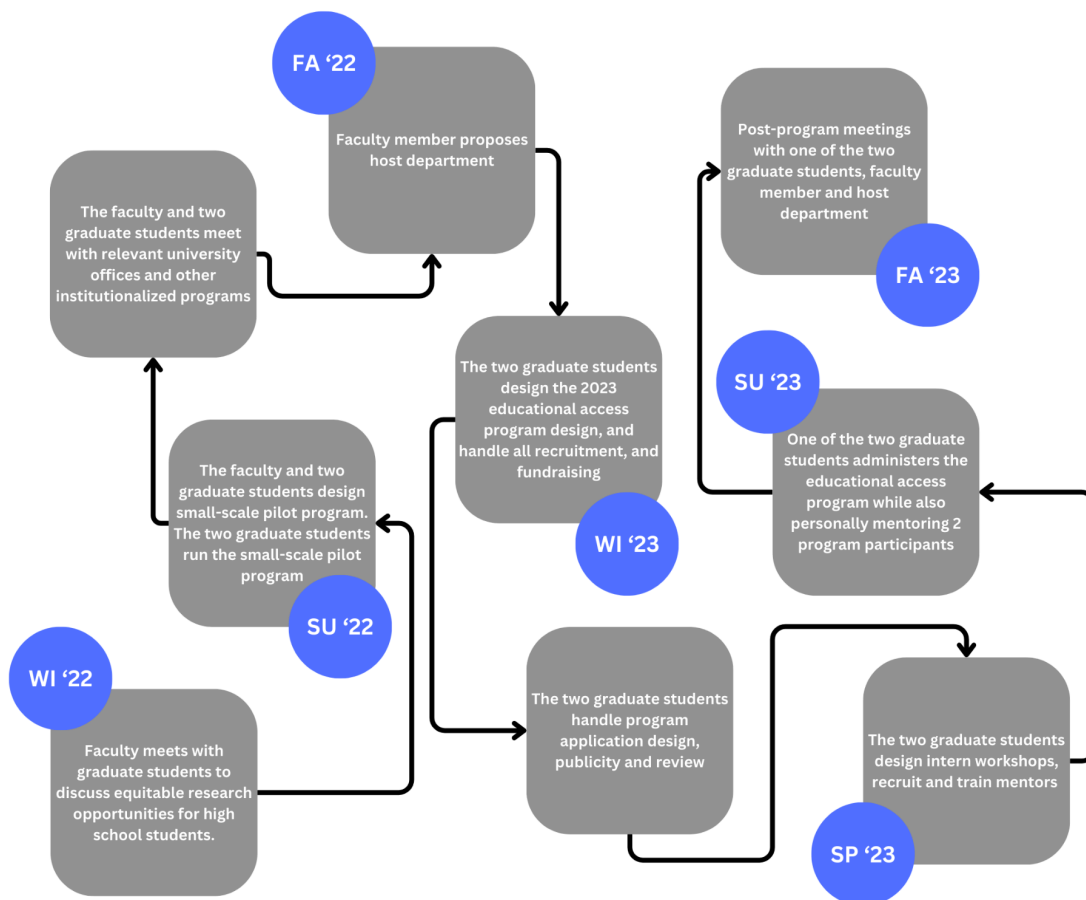 WI ‘22
Faculty meets with
graduate students to
discuss equitable research
opportunities for high
school students.
The faculty and two
graduate students design
small-scale pilot program.
The two graduate students
run the small-scale pilot
program
SU ‘22
The faculty and two
graduate students meet
with relevant university
offices and other
institutionalized programs
FA ‘22
Faculty member proposes
host department
The two graduate students
design the 2023
educational access
program design, and
handle all recruitment, and
fundraising
WI ‘23
The two graduate students
handle program
application design,
publicity and review
The two graduate students
design intern workshops,
recruit and train mentors
SP ‘23
SU ‘23
One of the two graduate
students administers the
educational access
program while also
personally mentoring 2
program participants
Post-program meetings
with one of the two
graduate students, faculty
member and host
department
FA ‘23